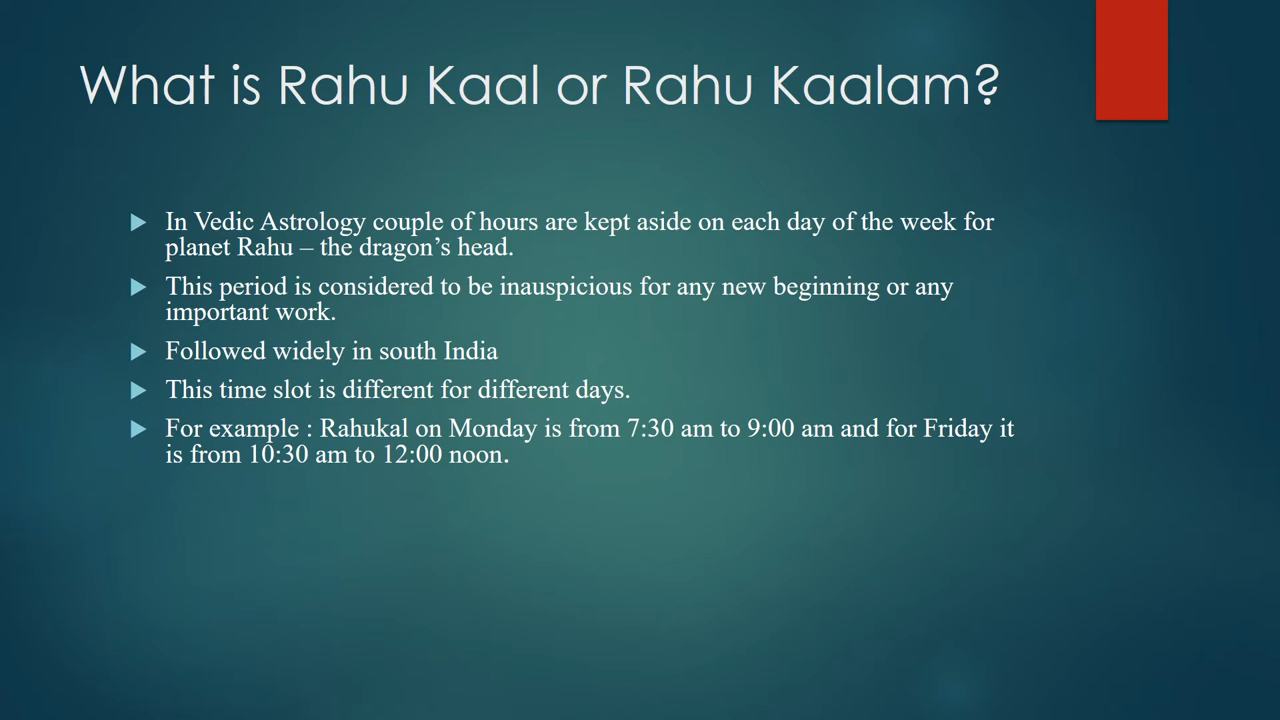 What is Rahu Kaal or Rahu Kaalam?
In Vedic Astrology couple of hours are kept aside on each day of the week for
planet Rahu – the dragon’s head.
This period is considered to be inauspicious for any new beginning or any
important work.
Followed widely in south India
This time slot is different for different days.
For example : Rahukal on Monday is from 7:30 am to 9:00 am and for Friday it
is from 10:30 am to 12:00 noon.